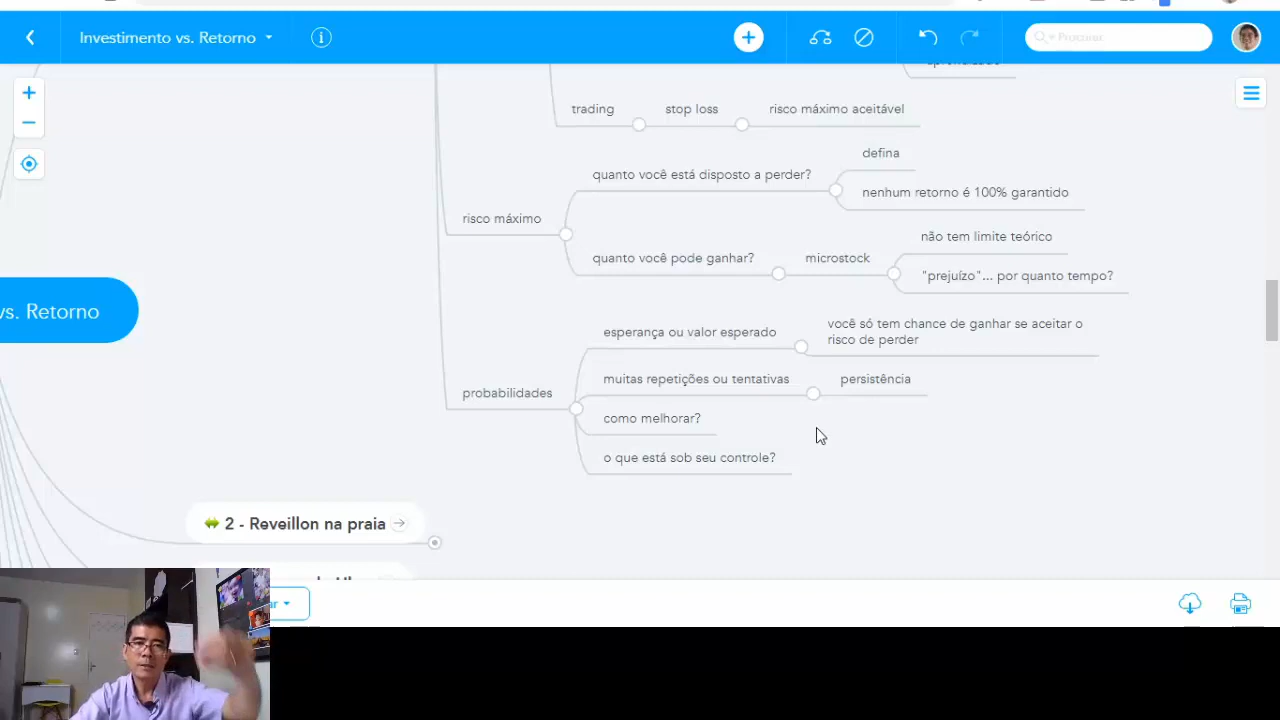 Investimento vs. Retorno
Procurar
aprendizado
trading
stop loss
risco máximo aceitável
defina
quanto você está disposto a perder?
nenhum retorno é 100% garantido
risco máximo
não tem limite teórico
quanto você pode ganhar?
microstock
"prejuízo"... por quanto tempo?
vs. Retorno
esperança ou valor esperado
você só tem chance de ganhar se aceitar o
risco de perder
muitas repetições ou tentativas
persistência
probabilidades
como melhorar?
o que está sob seu controle?
2 - Reveillon na praia